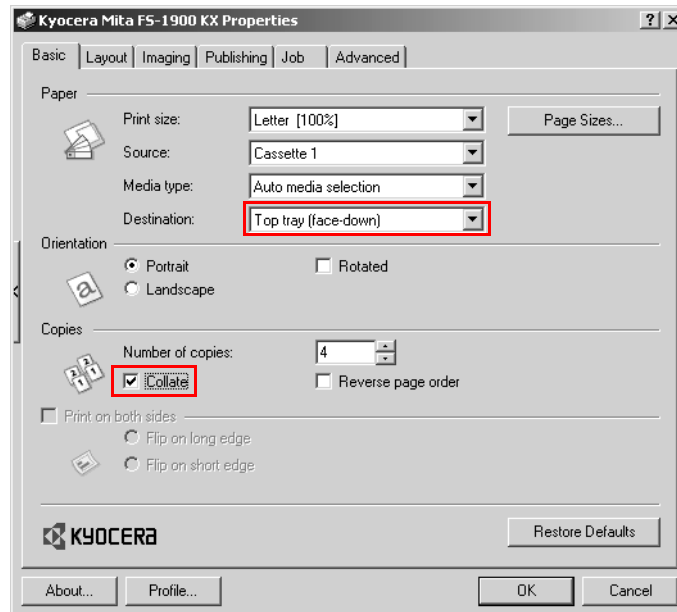 Kyocera Mita FS-1900 KX Properties
Basic Layout Imaging Publishing Job Advanced
Paper
Print size: Letter [100%] Page Sizes...
Source: Cassette 1
Media type: Auto media selection
Destination: Top tray (face-down)
Orientation
Portrait Rotated
Landscape
Copies
Number of copies: 4
Collate Reverse page order
Print on both sides
Flip on long edge
Flip on short edge
KYOCERA Restore Defaults
About... Profile... OK Cancel